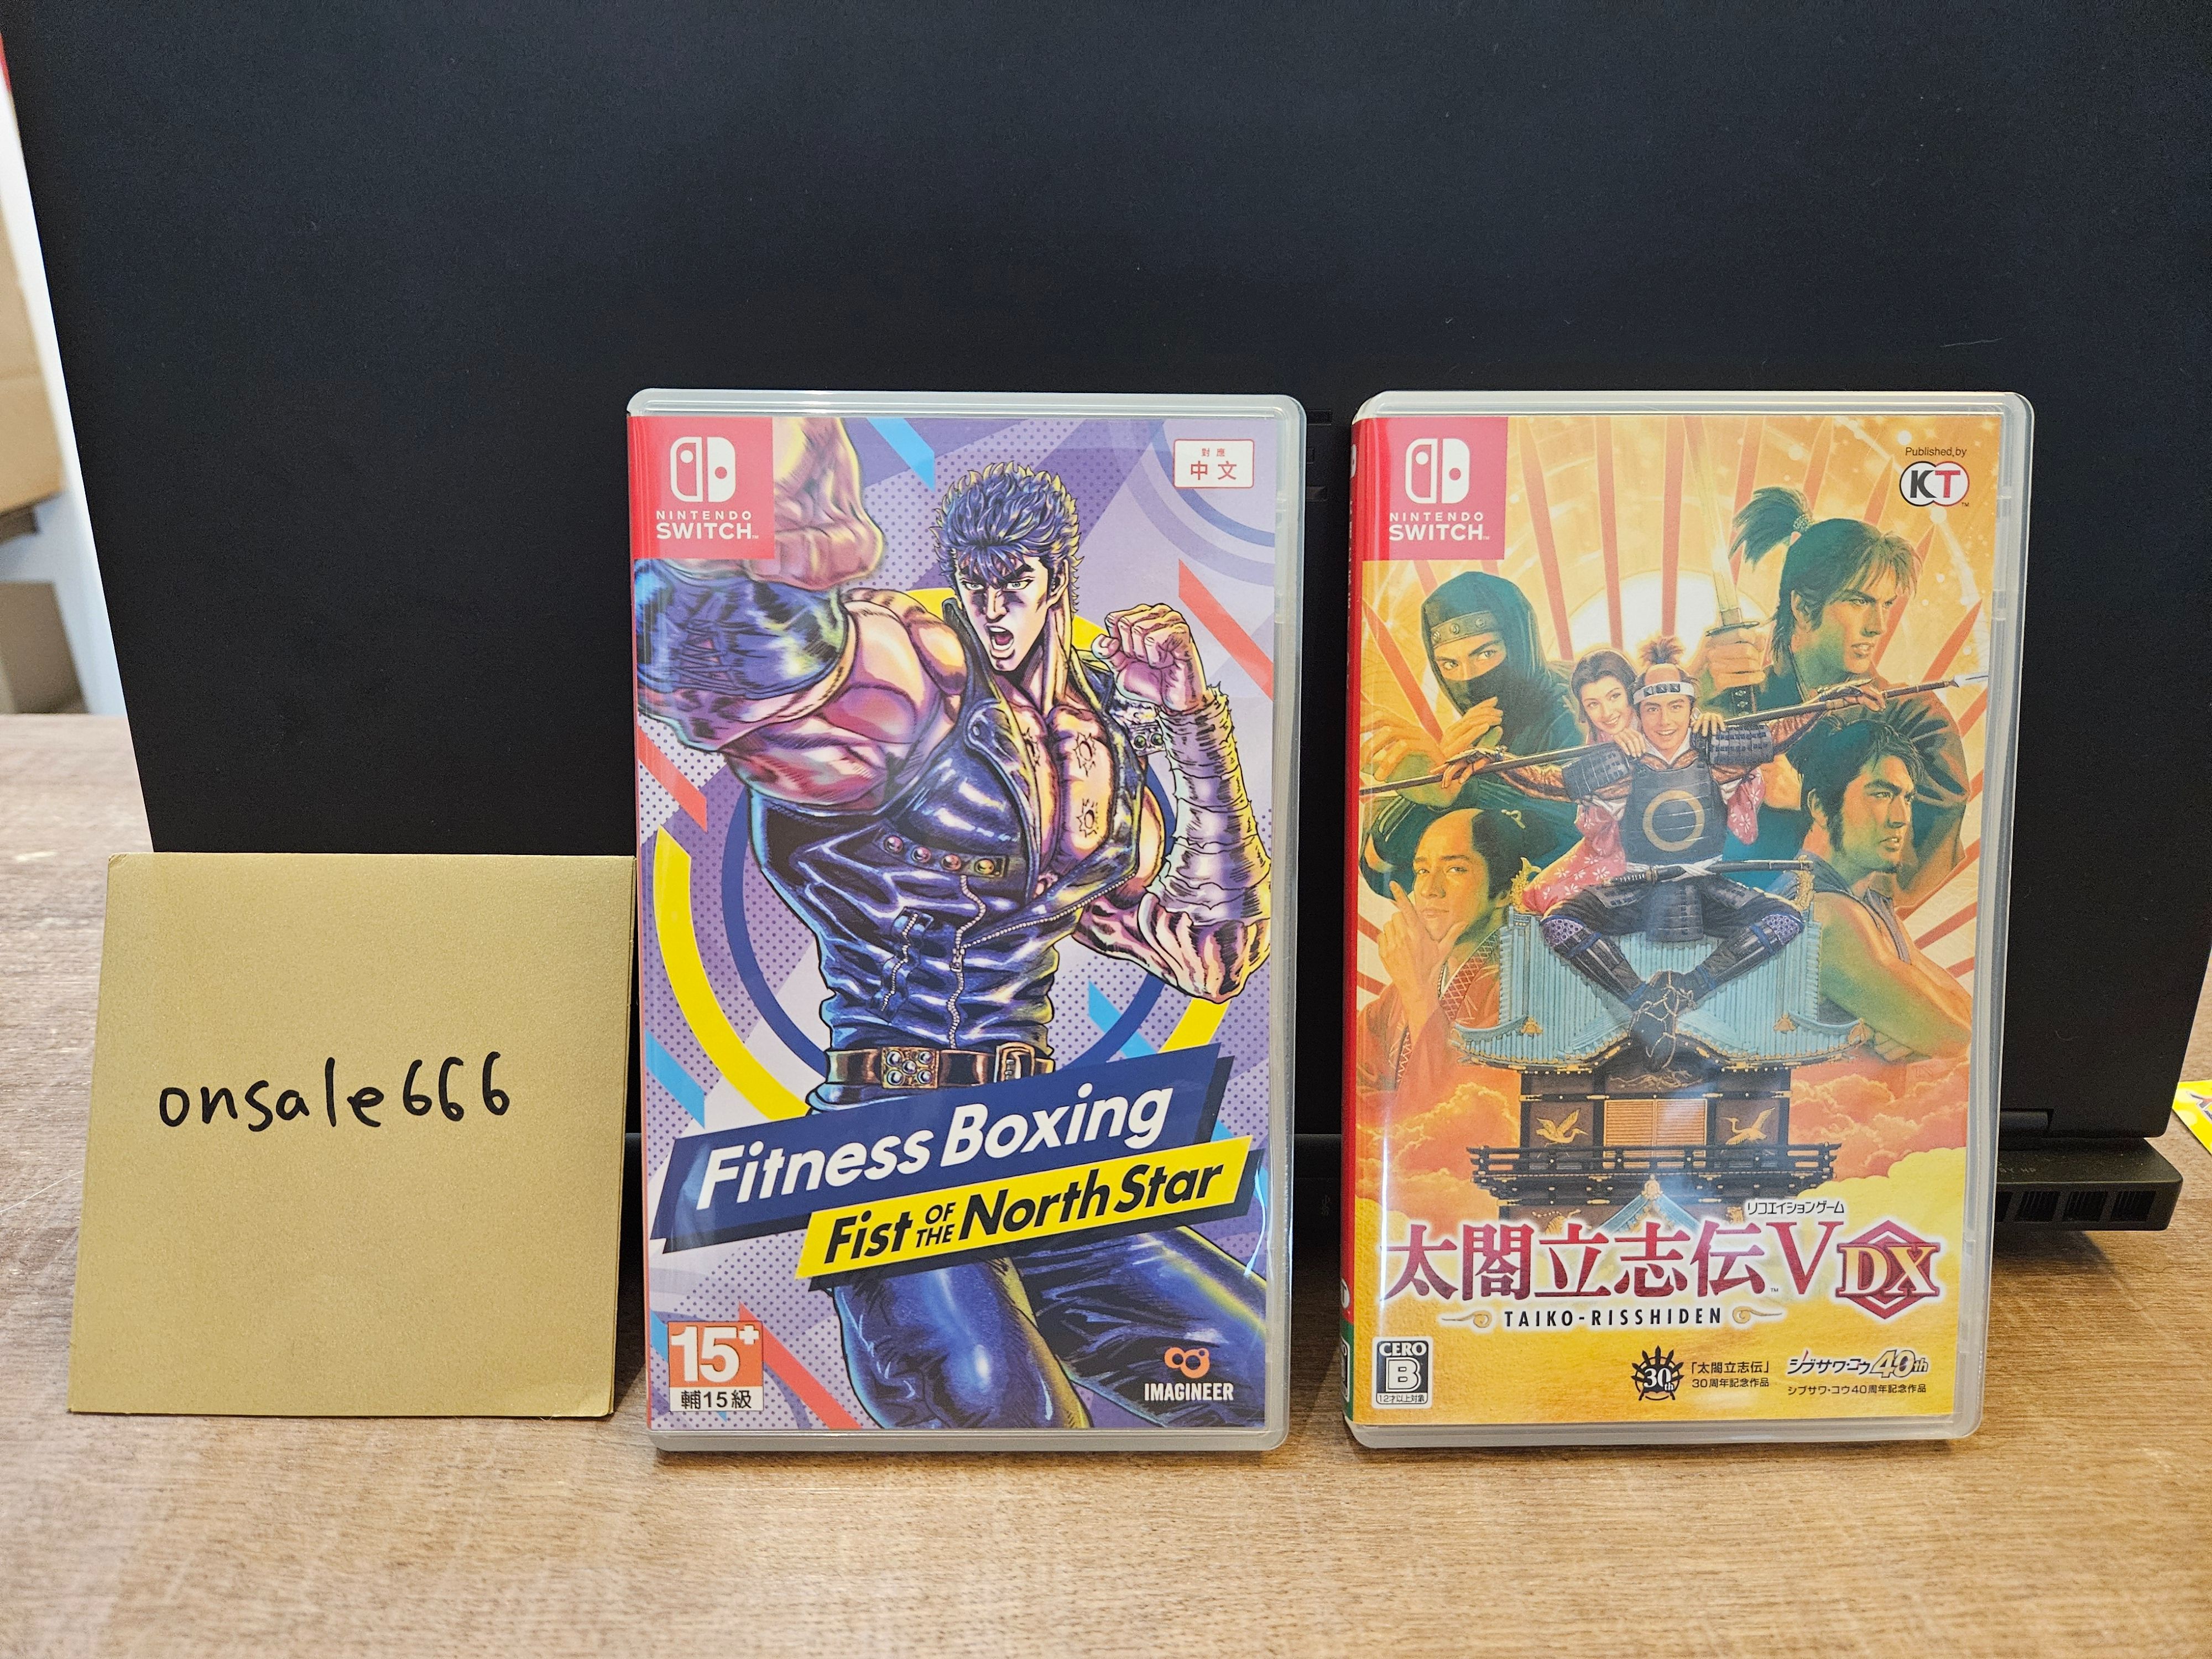 onsale666
NINTENDO
SWITCH
對應
中文
Fitness Boxing
Fist OF THE North Star
15+
輔15級
IMAGINEER
NINTENDO
SWITCH
Published by
KT
リコエイションゲーム
太閤立志伝V DX
TAIKO-RISSHIDEN
CERO
B
12才以上対象
30th
「太閤立志伝」
30周年記念作品
シブサワ・コウ 40th
シブサワ・コウ40周年記念作品